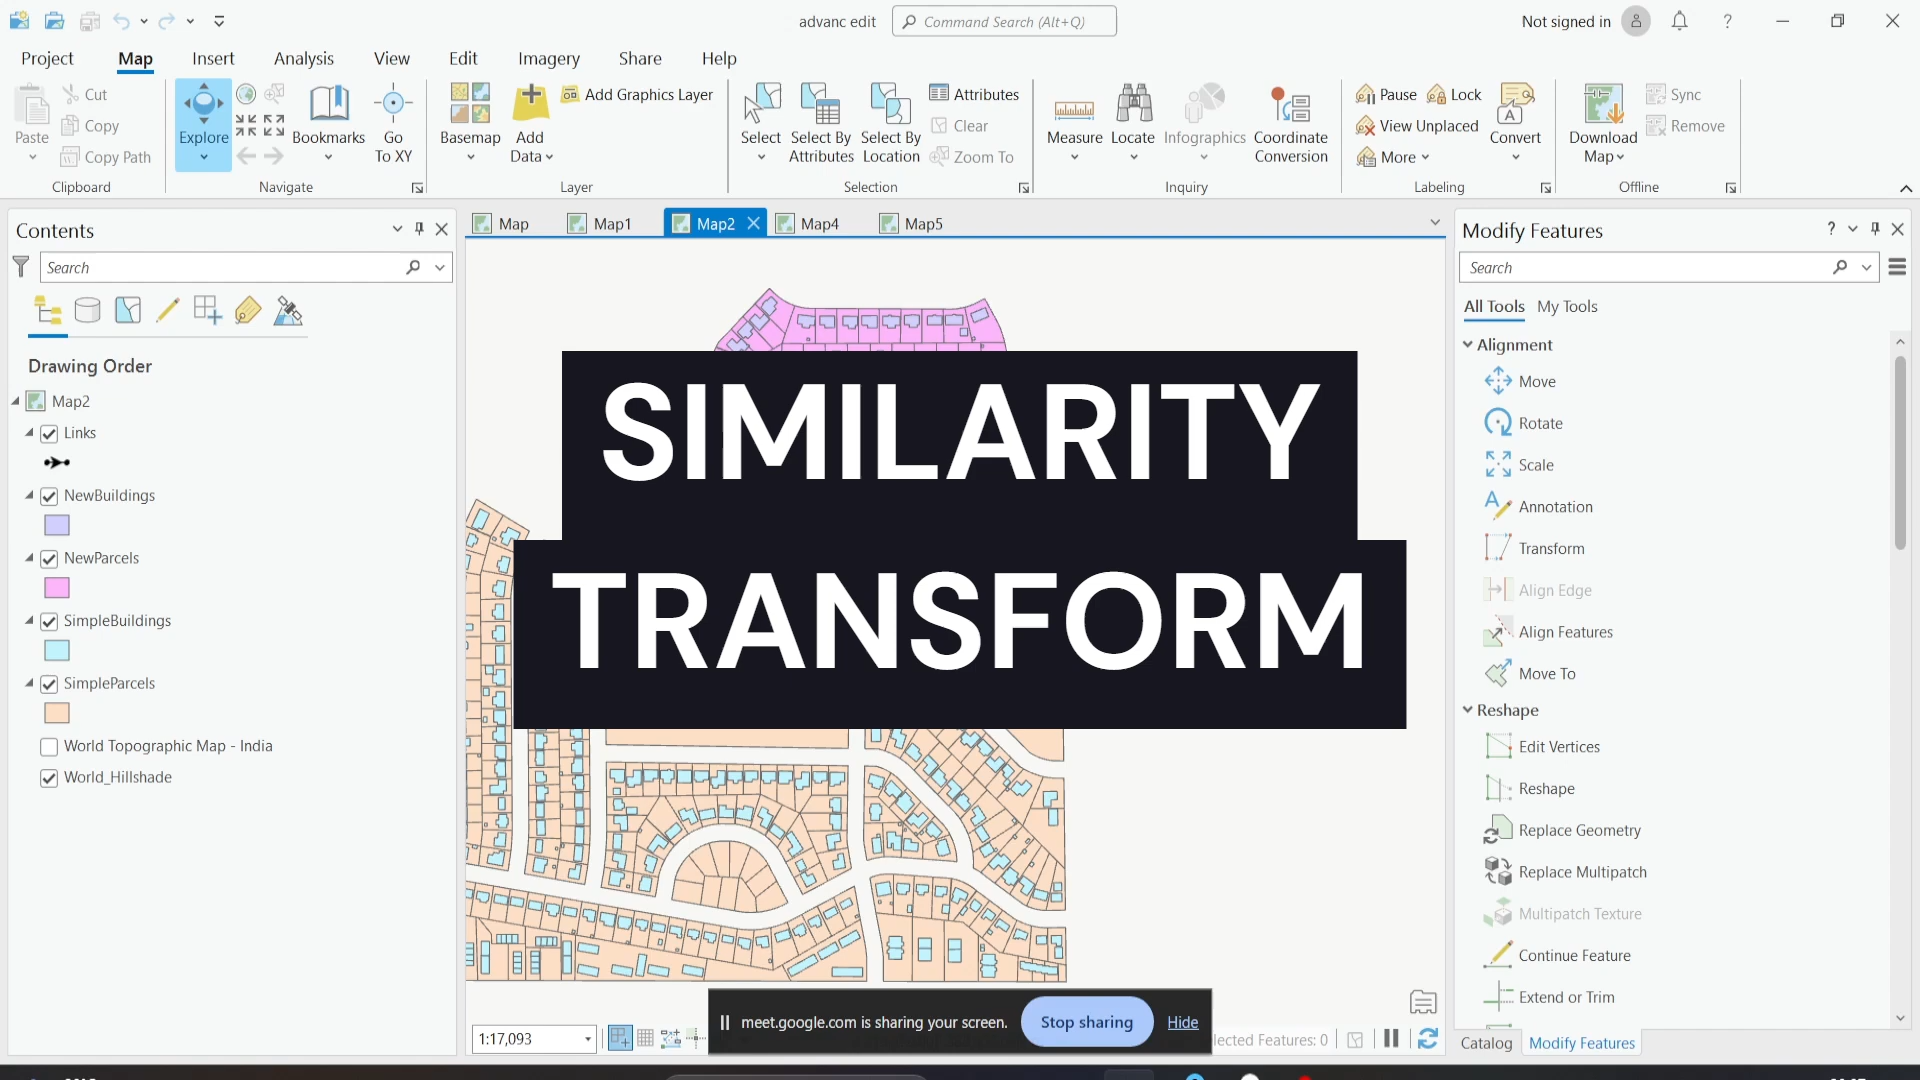 advanc edit
Command Search (Alt+Q)
Not signed in
Project Map Insert Analysis View Edit Imagery Share Help
Paste
Cut
Copy
Copy Path
Clipboard
Explore
Bookmarks
Go
To XY
Navigate
Basemap
Add
Data
Add Graphics Layer
Layer
Select
Select By
Attributes
Select By
Location
Attributes
Clear
Zoom To
Selection
Measure
Locate
Infographics
Coordinate
Conversion
Inquiry
Pause
Lock
View Unplaced
More
Convert
Labeling
Download
Map
Sync
Remove
Offline
Contents
Search
Drawing Order
Map2
Links
NewBuildings
NewParcels
SimpleBuildings
SimpleParcels
World Topographic Map - India
World_Hillshade
Map Map1 Map2 Map4 Map5
SIMILARITY
TRANSFORM
1:17,093
meet.google.com is sharing your screen.
Stop sharing
Hide
lected Features: 0
Modify Features
Search
All Tools My Tools
Alignment
Move
Rotate
Scale
Annotation
Transform
Align Edge
Align Features
Move To
Reshape
Edit Vertices
Reshape
Replace Geometry
Replace Multipatch
Multipatch Texture
Continue Feature
Extend or Trim
Catalog Modify Features